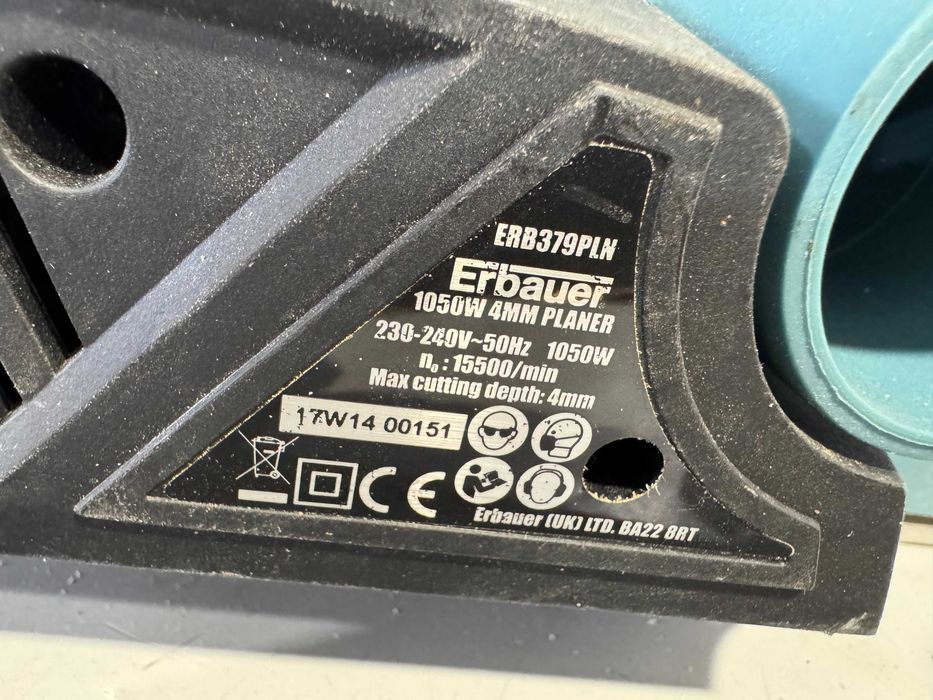 ERB379PLN
Erbauer
1050W 4MM PLANER
230-240V~50Hz 1050W
n₀ : 15500/min
Max cutting depth: 4mm
17W14 00151
CE
Erbauer (UK) LTD. BA22 8RT